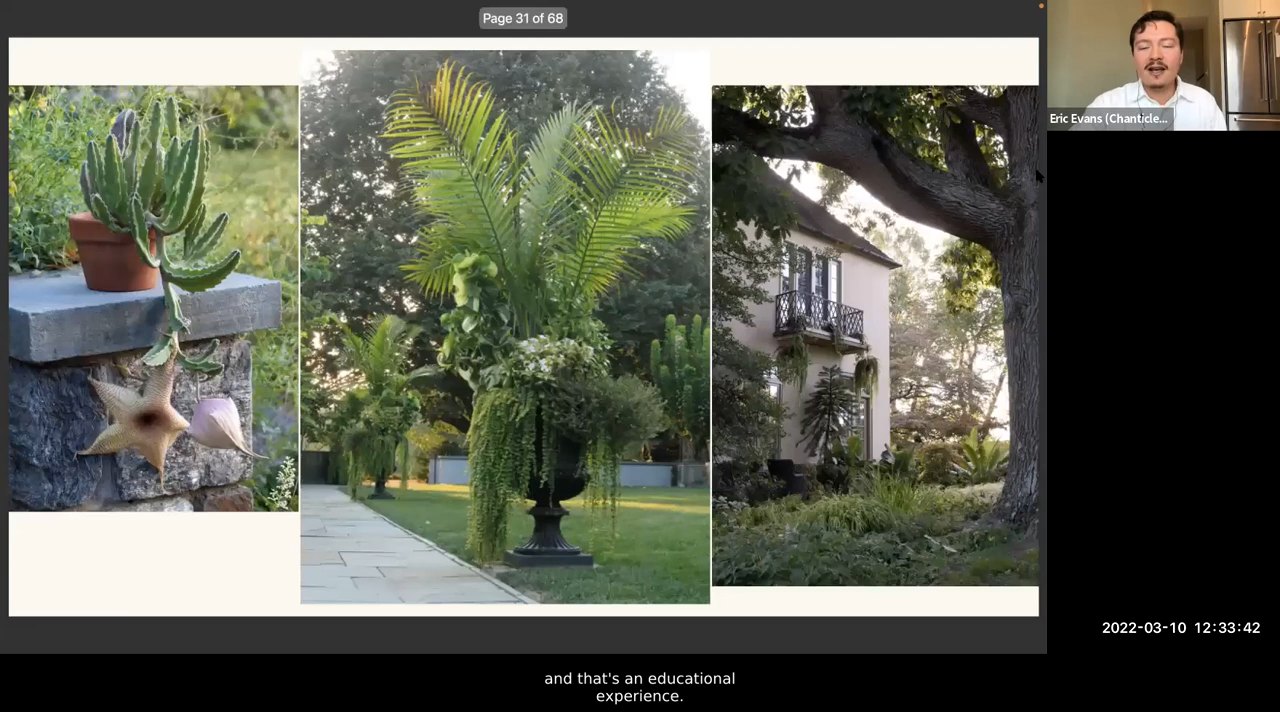 Page 31 of 68
Eric Evans (Chanticle...
2022-03-10 12:33:42
and that's an educational
experience.